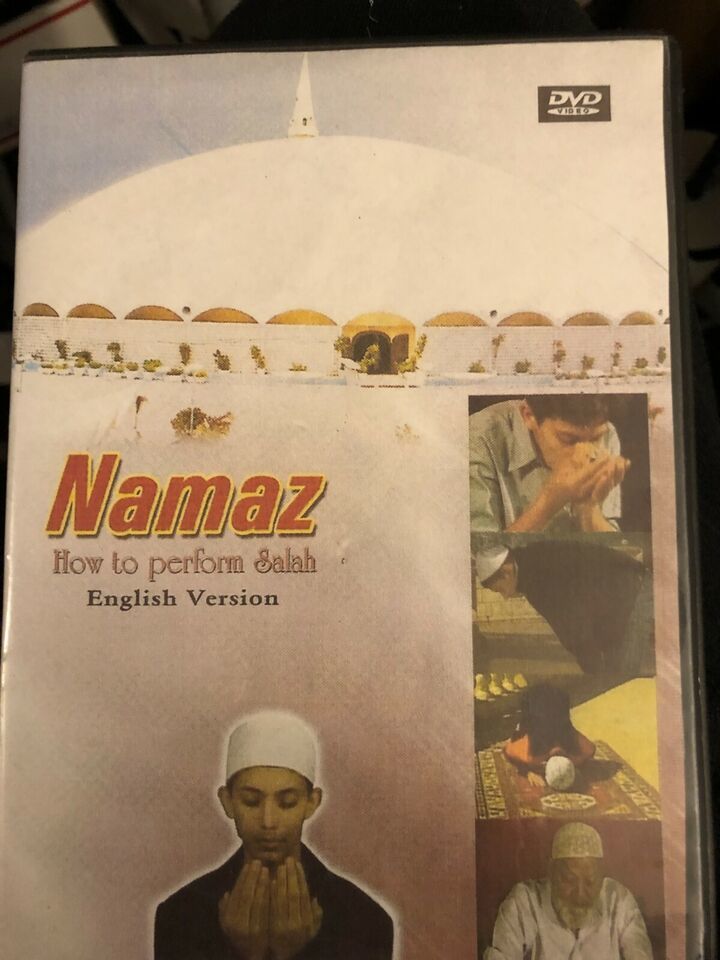 DVD
VIDEO
Namaz
How to perform Salah
English Version